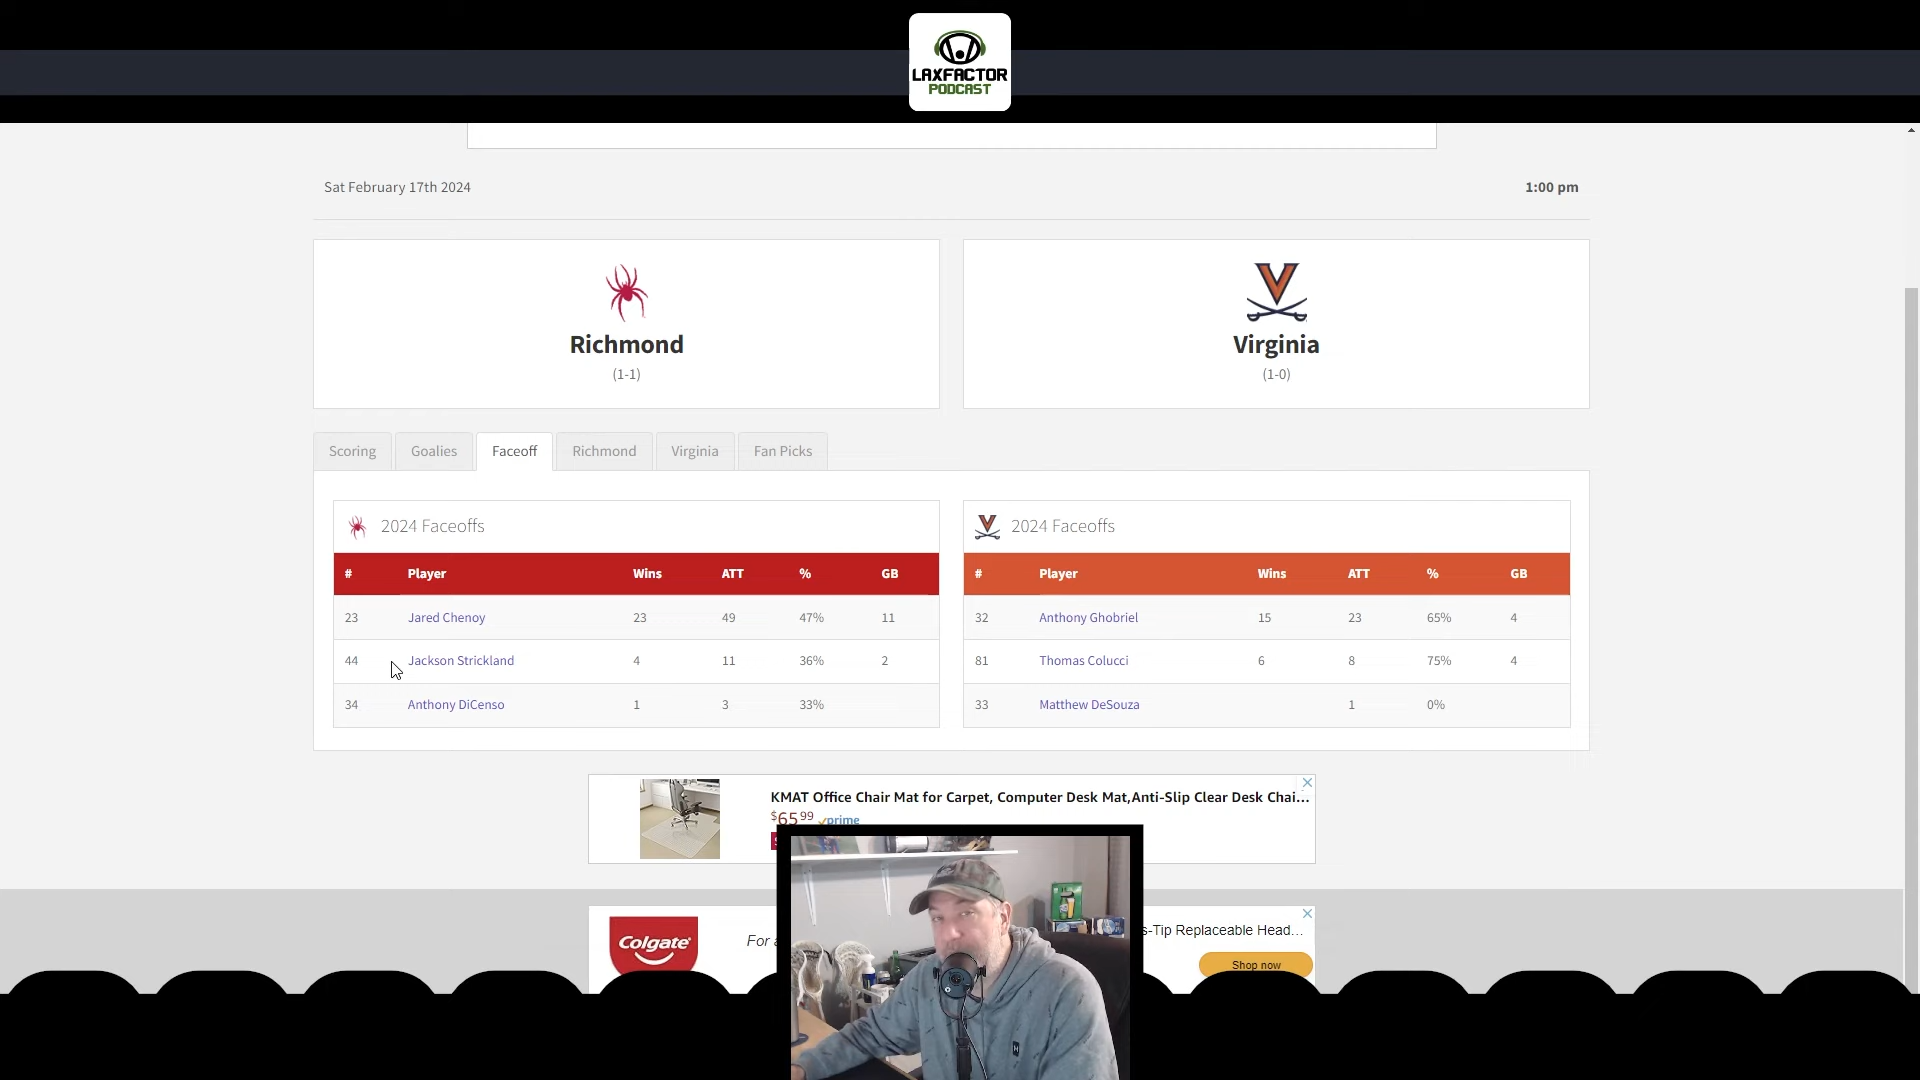 LAXFACTOR
PODCAST
Sat February 17th 2024 1:00 pm
Richmond
(1-1)
Virginia
(1-0)
Scoring Goalies Faceoff Richmond Virginia Fan Picks
2024 Faceoffs
# Player Wins ATT % GB
23 Jared Chenoy 23 49 47% 11
44 Jackson Strickland 4 11 36% 2
34 Anthony DiCenso 1 3 33%
2024 Faceoffs
# Player Wins ATT % GB
32 Anthony Ghobriel 15 23 65% 4
81 Thomas Colucci 6 8 75% 4
33 Matthew DeSouza 1 0%
KMAT Office Chair Mat for Carpet, Computer Desk Mat,Anti-Slip Clear Desk Chai...
$65.99 prime
Colgate
For
s-Tip Replaceable Head...
Shop now